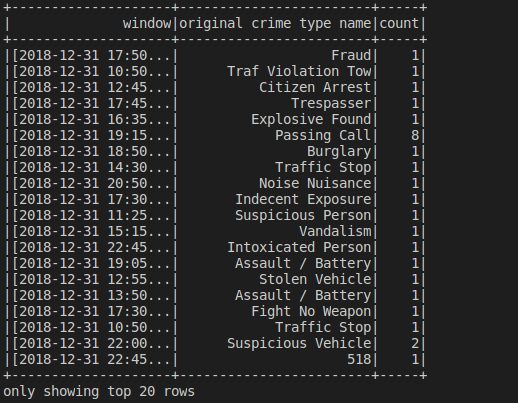 +--------------------+------------------------+-----+
|              window|original crime type name|count|
+--------------------+------------------------+-----+
|[2018-12-31 17:50...|                   Fraud|    1|
|[2018-12-31 10:50...|      Traf Violation Tow|    1|
|[2018-12-31 12:45...|          Citizen Arrest|    1|
|[2018-12-31 17:45...|              Trespasser|    1|
|[2018-12-31 16:35...|         Explosive Found|    1|
|[2018-12-31 19:15...|            Passing Call|    8|
|[2018-12-31 18:50...|                Burglary|    1|
|[2018-12-31 14:30...|            Traffic Stop|    1|
|[2018-12-31 20:50...|          Noise Nuisance|    1|
|[2018-12-31 17:30...|       Indecent Exposure|    1|
|[2018-12-31 11:25...|       Suspicious Person|    1|
|[2018-12-31 15:15...|               Vandalism|    1|
|[2018-12-31 22:45...|      Intoxicated Person|    1|
|[2018-12-31 19:05...|       Assault / Battery|    1|
|[2018-12-31 12:55...|          Stolen Vehicle|    1|
|[2018-12-31 13:50...|       Assault / Battery|    1|
|[2018-12-31 17:30...|         Fight No Weapon|    1|
|[2018-12-31 10:50...|            Traffic Stop|    1|
|[2018-12-31 22:00...|      Suspicious Vehicle|    2|
|[2018-12-31 22:45...|                     518|    1|
+--------------------+------------------------+-----+
only showing top 20 rows